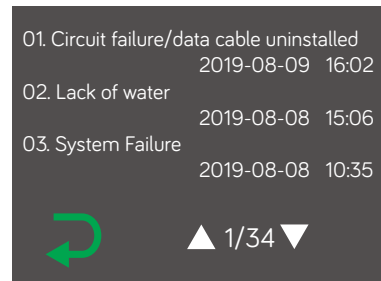 01. Circuit failure/data cable uninstalled
2019-08-09 16:02
02. Lack of water
2019-08-08 15:06
03. System Failure
2019-08-08 10:35
1/34